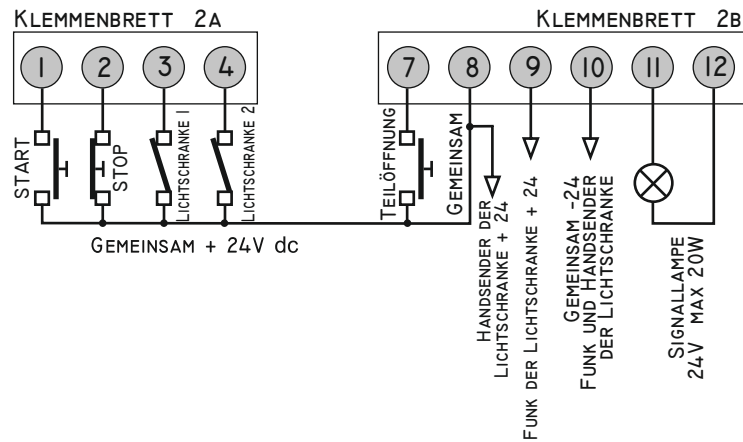 KLEMMENBRETT 2A
KLEMMENBRETT 2B
1 2 3 4
7 8 9 10 11 12
START
STOP
LICHTSCHRANKE 1
LICHTSCHRANKE 2
TEILÖFFNUNG
GEMEINSAM
GEMEINSAM + 24V dc
HANDSENDER DER
LICHTSCHRANKE + 24
FUNK DER LICHTSCHRANKE + 24
GEMEINSAM -24
FUNK UND HANDSENDER
DER LICHTSCHRANKE
SIGNALLAMPE
24V MAX 20W